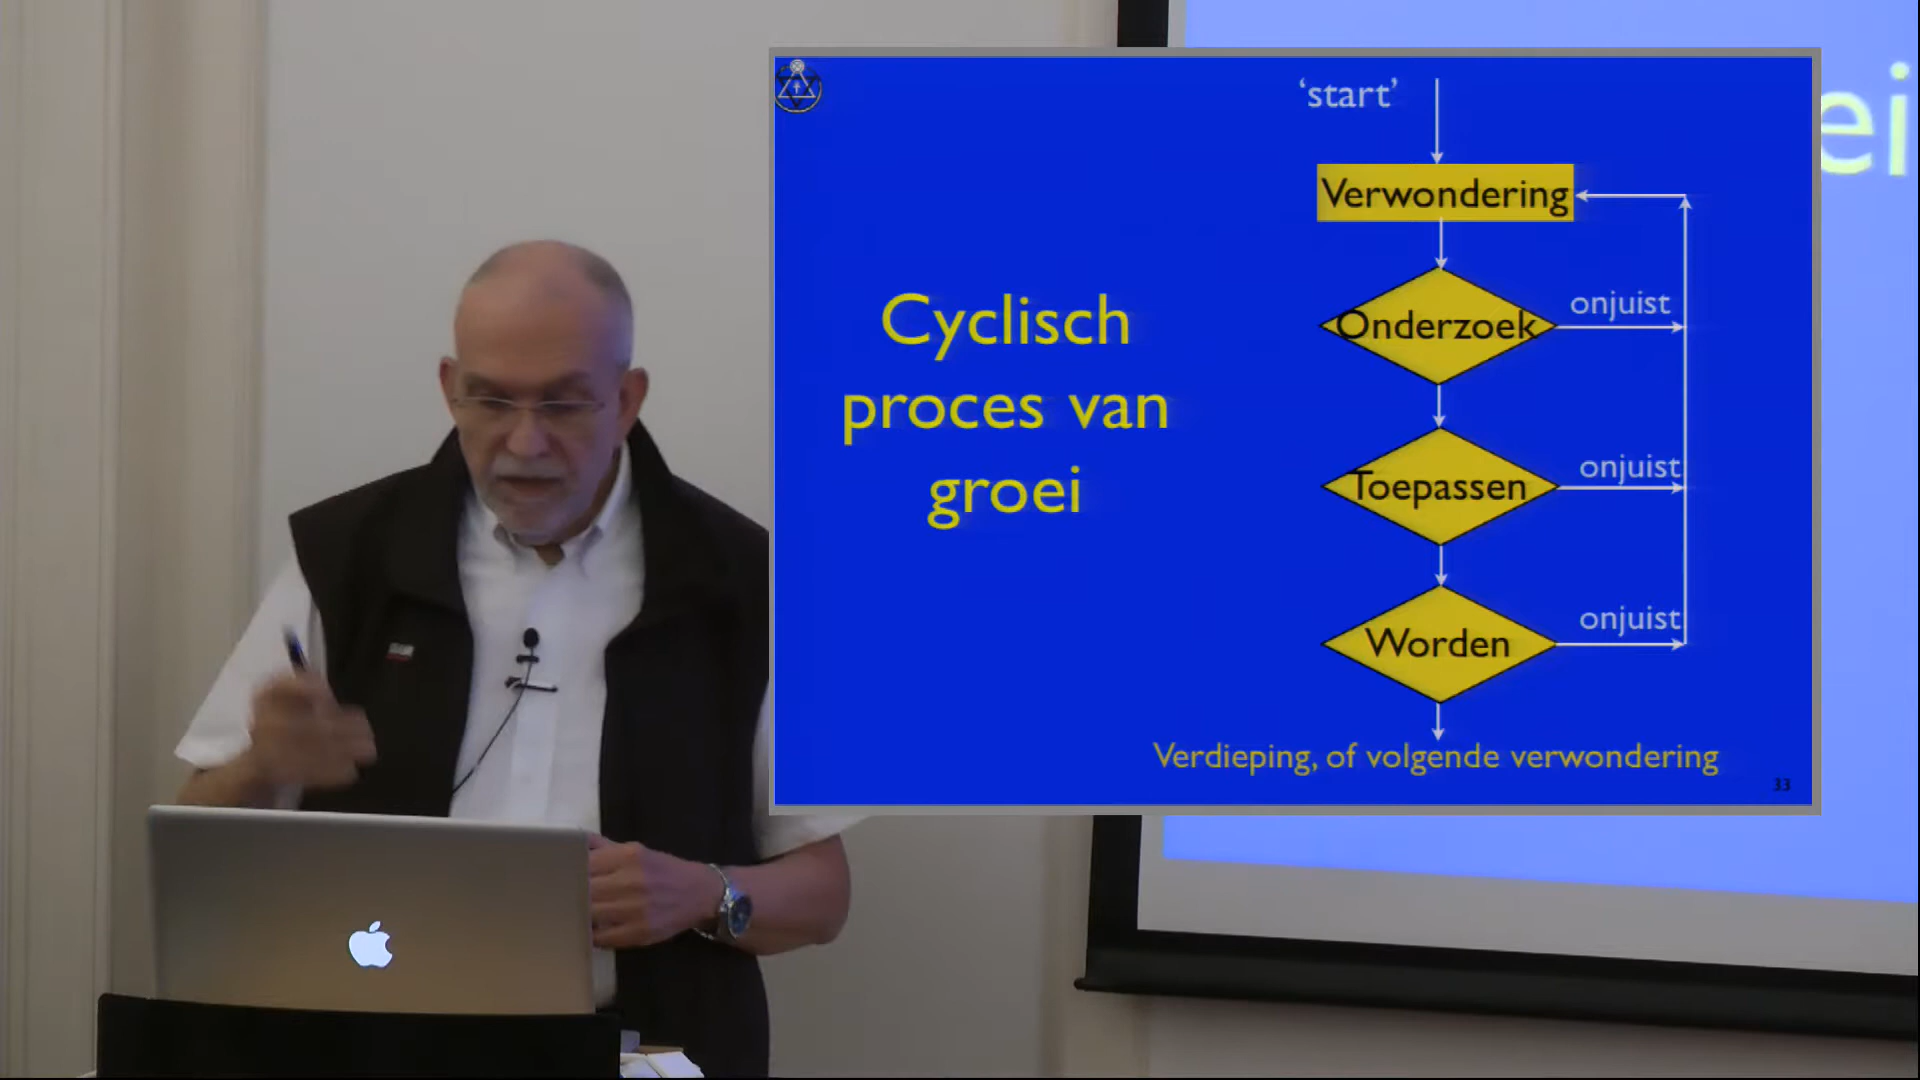 Cyclisch
proces van
groei
‘start’
Verwondering
Onderzoek
onjuist
Toepassen
onjuist
Worden
onjuist
Verdieping, of volgende verwondering
33
ei